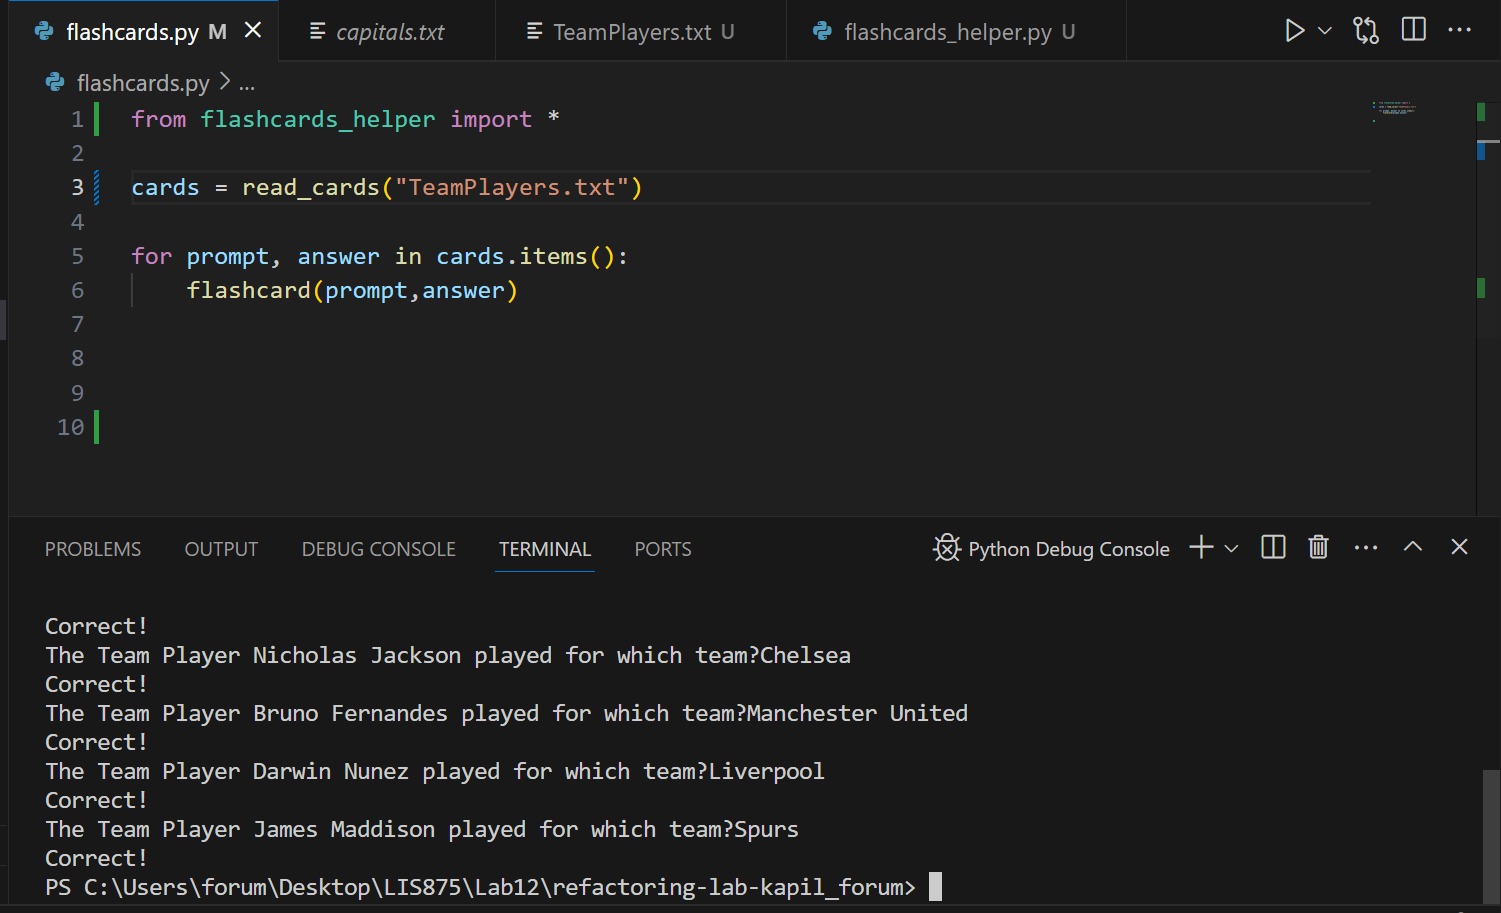 flashcards.py M
capitals.txt
TeamPlayers.txt U
flashcards_helper.py U
flashcards.py > ...
1 from flashcards_helper import *
2
3 cards = read_cards("TeamPlayers.txt")
4
5 for prompt, answer in cards.items():
6     flashcard(prompt,answer)
7
8
9
10
PROBLEMS OUTPUT DEBUG CONSOLE TERMINAL PORTS Python Debug Console
Correct!
The Team Player Nicholas Jackson played for which team?Chelsea
Correct!
The Team Player Bruno Fernandes played for which team?Manchester United
Correct!
The Team Player Darwin Nunez played for which team?Liverpool
Correct!
The Team Player James Maddison played for which team?Spurs
Correct!
PS C:\Users\forum\Desktop\LIS875\Lab12\refactoring-lab-kapil_forum>